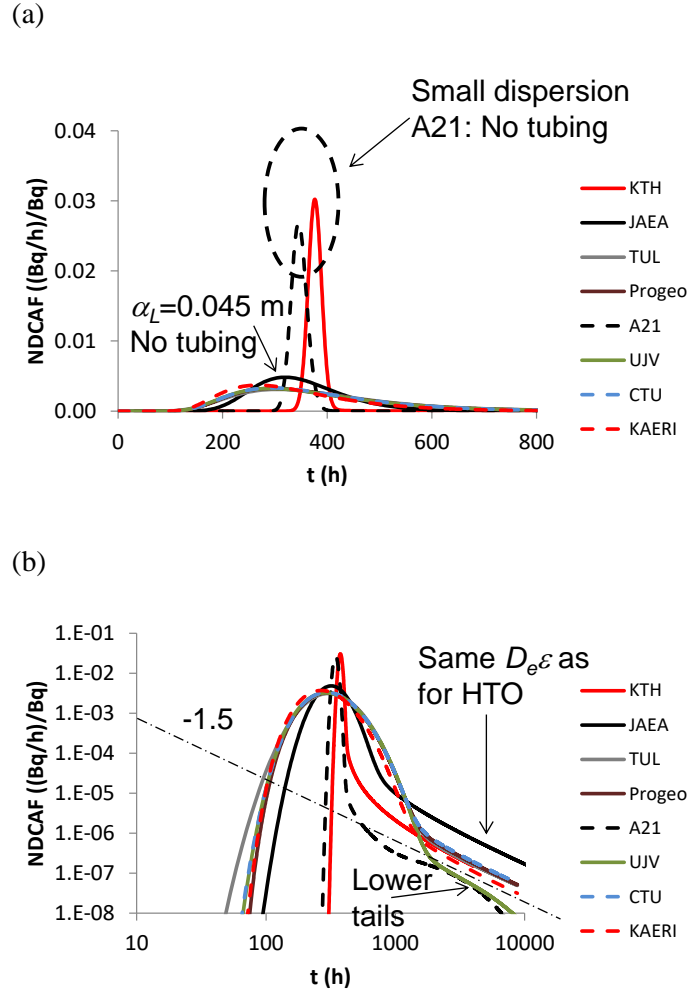 (a)
Small dispersion
A21: No tubing
NDCAF ((Bq/h)/Bq)
0.04
0.03
0.02
0.01
0.00
α_L=0.045 m
No tubing
0
200
400
600
800
t (h)
KTH
JAEA
TUL
Progeo
A21
UJV
CTU
KAERI
(b)
NDCAF ((Bq/h)/Bq)
1.E-01
1.E-02
1.E-03
1.E-04
1.E-05
1.E-06
1.E-07
1.E-08
-1.5
Same D_eε as
for HTO
Lower
tails
10
100
1000
10000
t (h)
KTH
JAEA
TUL
Progeo
A21
UJV
CTU
KAERI